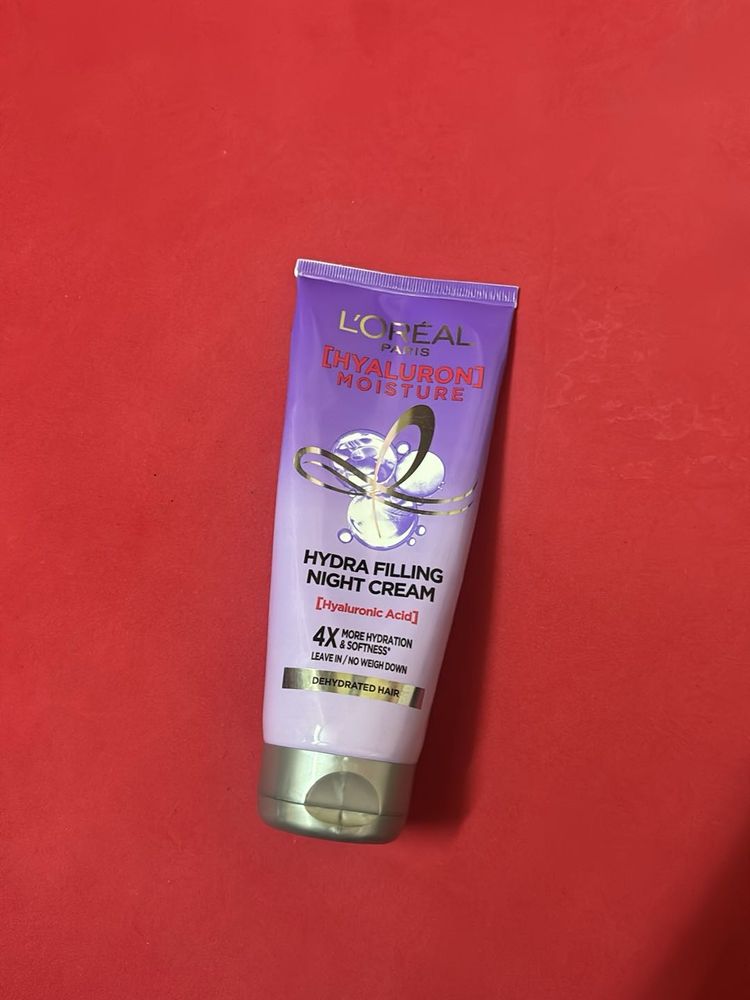 L'ORÉAL
PARIS
[HYALURON]
MOISTURE
HYDRA FILLING
NIGHT CREAM
[Hyaluronic Acid]
4X MORE HYDRATION
& SOFTNESS*
LEAVE IN / NO WEIGH DOWN
DEHYDRATED HAIR